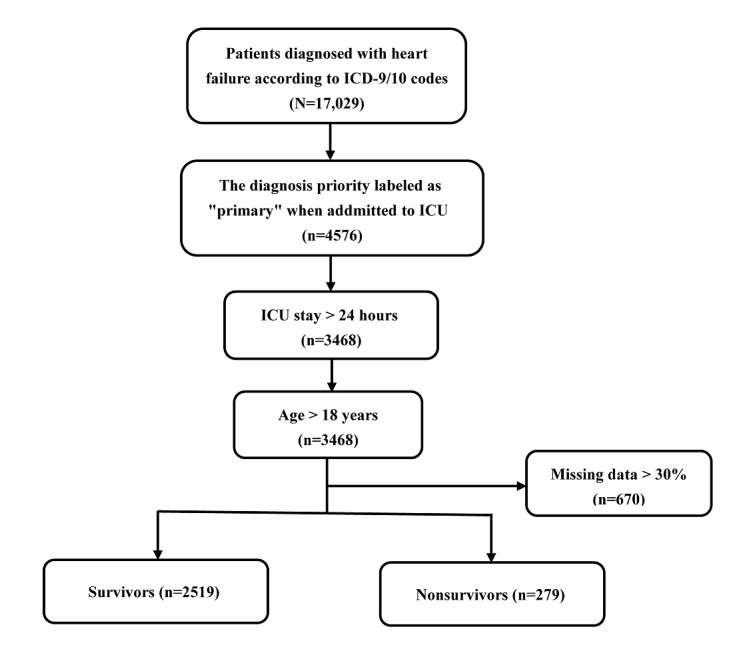 Patients diagnosed with heart
failure according to ICD-9/10 codes
(N=17,029)
The diagnosis priority labeled as
"primary" when addmitted to ICU
(n=4576)
ICU stay > 24 hours
(n=3468)
Age > 18 years
(n=3468)
Missing data > 30%
(n=670)
Survivors (n=2519)
Nonsurvivors (n=279)